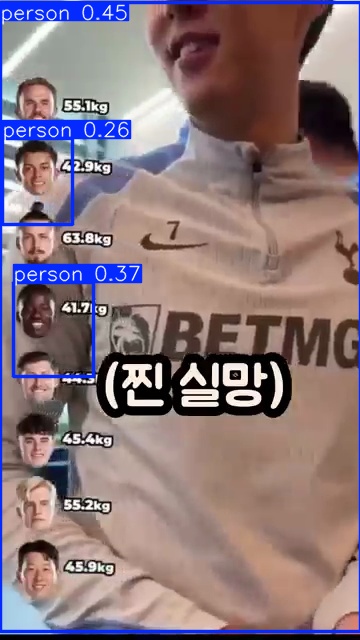 person 0.45
55.1kg
person 0.26
42.9kg
63.8kg
7
person 0.37
41.7kg
BETMG
(찐 실망)
45.4kg
55.2kg
45.9kg